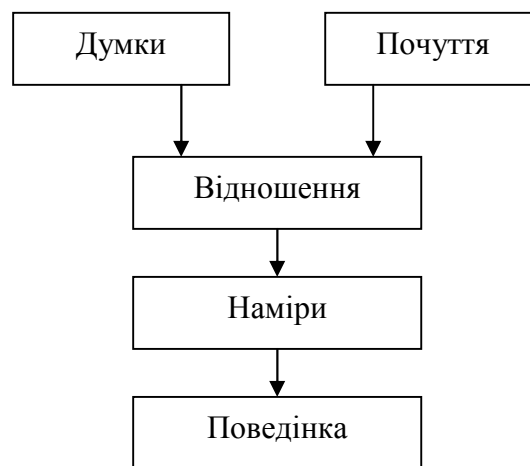 Думки
Почуття
Відношення
Наміри
Поведінка